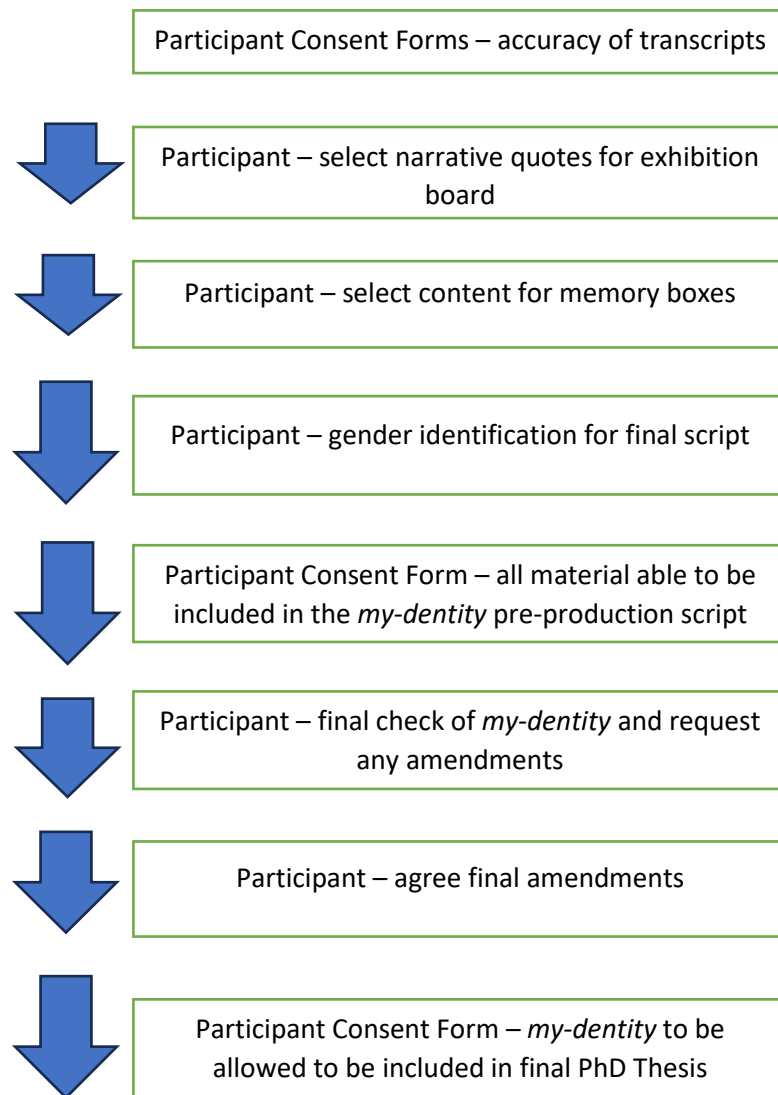 Participant Consent Forms – accuracy of transcripts
Participant – select narrative quotes for exhibition
board
Participant – select content for memory boxes
Participant – gender identification for final script
Participant Consent Form – all material able to be
included in the my-dentity pre-production script
Participant – final check of my-dentity and request
any amendments
Participant – agree final amendments
Participant Consent Form – my-dentity to be
allowed to be included in final PhD Thesis